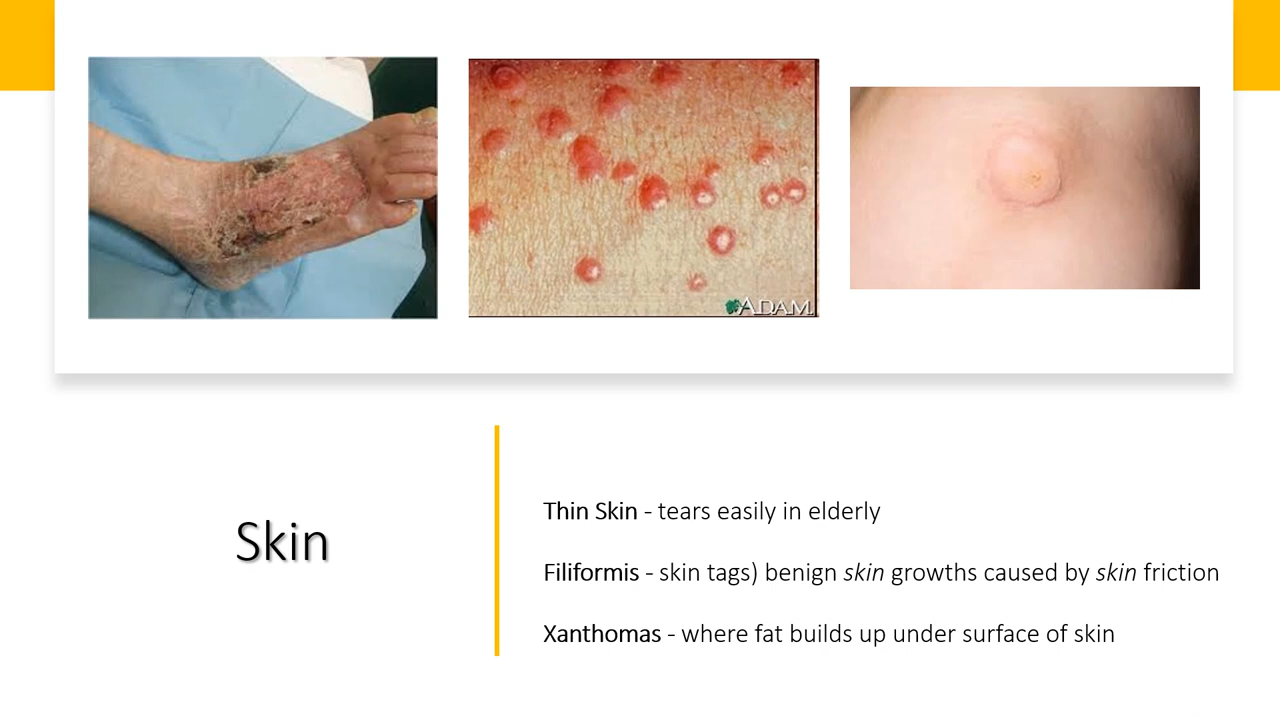 ADAM
Skin
Thin Skin - tears easily in elderly
Filiformis - skin tags) benign skin growths caused by skin friction
Xanthomas - where fat builds up under surface of skin